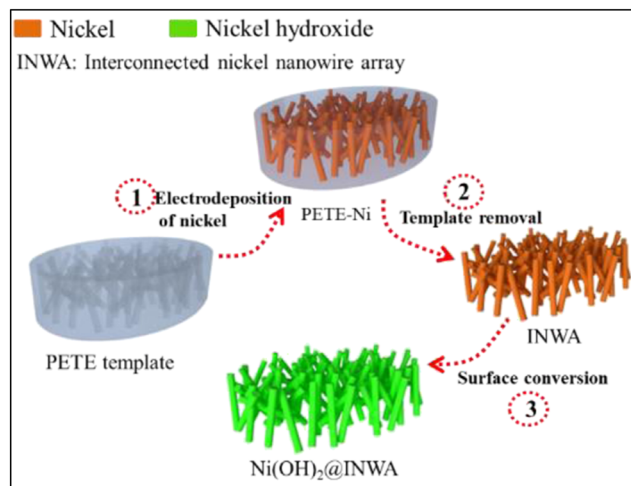 Nickel
Nickel hydroxide
INWA: Interconnected nickel nanowire array
1 Electrodeposition
of nickel
PETE-Ni
2
Template removal
PETE template
INWA
Surface conversion
3
Ni(OH)₂@INWA